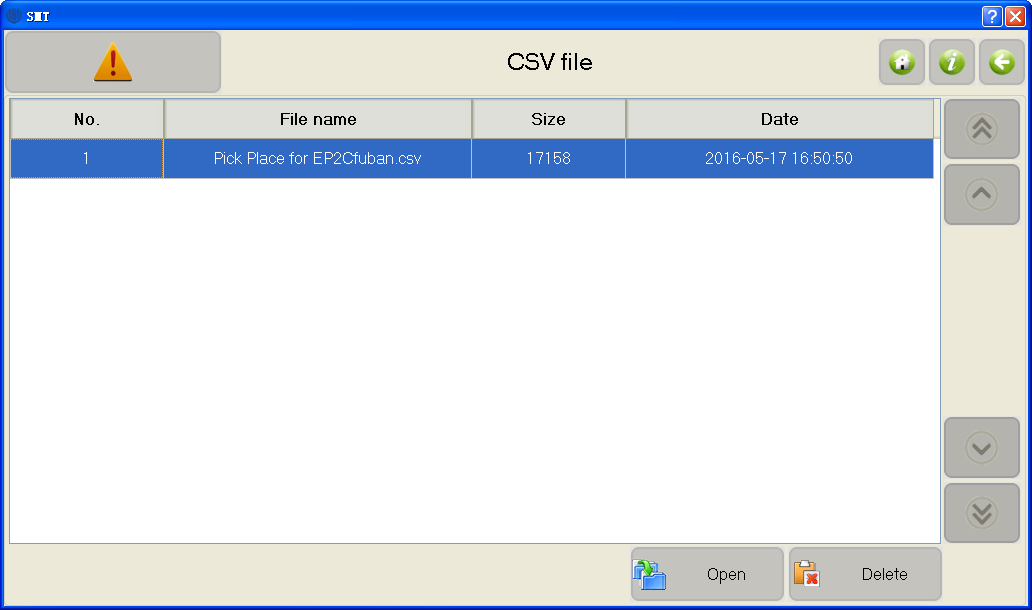 SMT
CSV file
No. File name Size Date
1 Pick Place for EP2Cfuban.csv 17158 2016-05-17 16:50:50
Open Delete